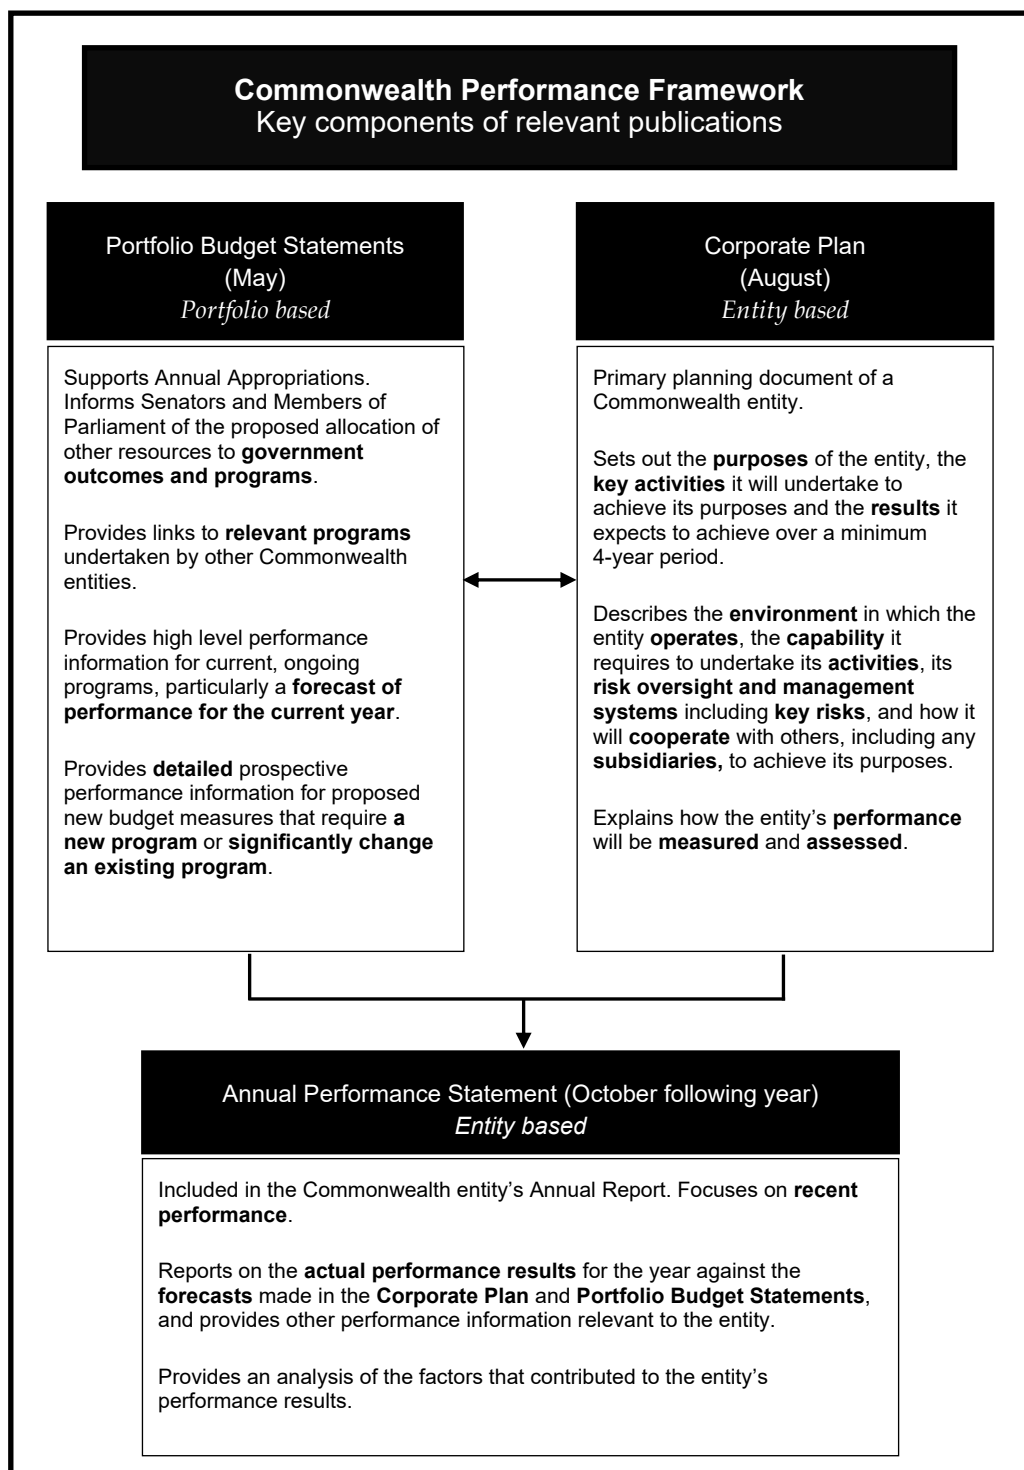 Commonwealth Performance Framework
Key components of relevant publications
Portfolio Budget Statements
(May)
Portfolio based
Supports Annual Appropriations.
Informs Senators and Members of
Parliament of the proposed allocation of
other resources to government
outcomes and programs.
Provides links to relevant programs
undertaken by other Commonwealth
entities.
Provides high level performance
information for current, ongoing
programs, particularly a forecast of
performance for the current year.
Provides detailed prospective
performance information for proposed
new budget measures that require a
new program or significantly change
an existing program.
Corporate Plan
(August)
Entity based
Primary planning document of a
Commonwealth entity.
Sets out the purposes of the entity, the
key activities it will undertake to
achieve its purposes and the results it
expects to achieve over a minimum
4-year period.
Describes the environment in which the
entity operates, the capability it
requires to undertake its activities, its
risk oversight and management
systems including key risks, and how it
will cooperate with others, including any
subsidiaries, to achieve its purposes.
Explains how the entity’s performance
will be measured and assessed.
Annual Performance Statement (October following year)
Entity based
Included in the Commonwealth entity’s Annual Report. Focuses on recent
performance.
Reports on the actual performance results for the year against the
forecasts made in the Corporate Plan and Portfolio Budget Statements,
and provides other performance information relevant to the entity.
Provides an analysis of the factors that contributed to the entity’s
performance results.